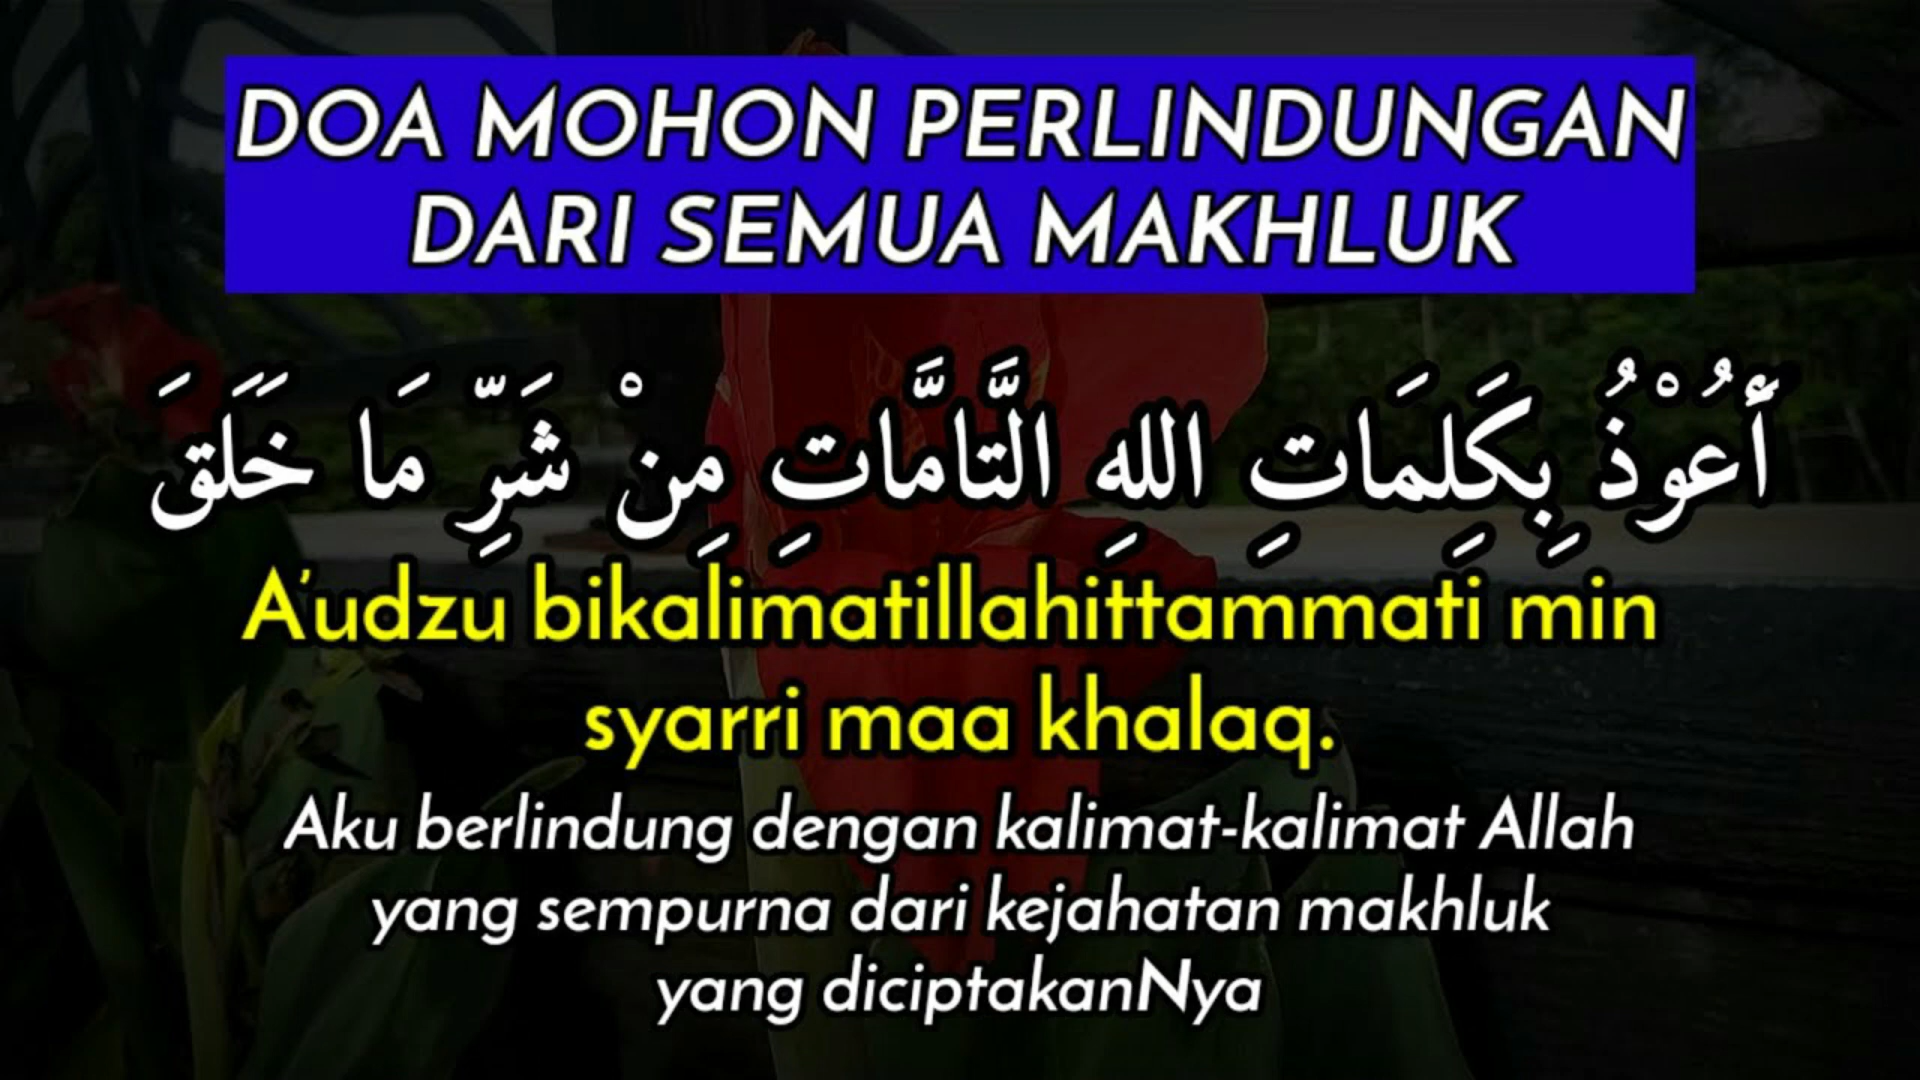 DOA MOHON PERLINDUNGAN
DARI SEMUA MAKHLUK
أَعُوْذُ بِكَلِمَاتِ اللهِ التَّامَّاتِ مِنْ شَرِّ مَا خَلَقَ
A'udzu bikalimatillahittammati min
syarri maa khalaq.
Aku berlindung dengan kalimat-kalimat Allah
yang sempurna dari kejahatan makhluk
yang diciptakanNya